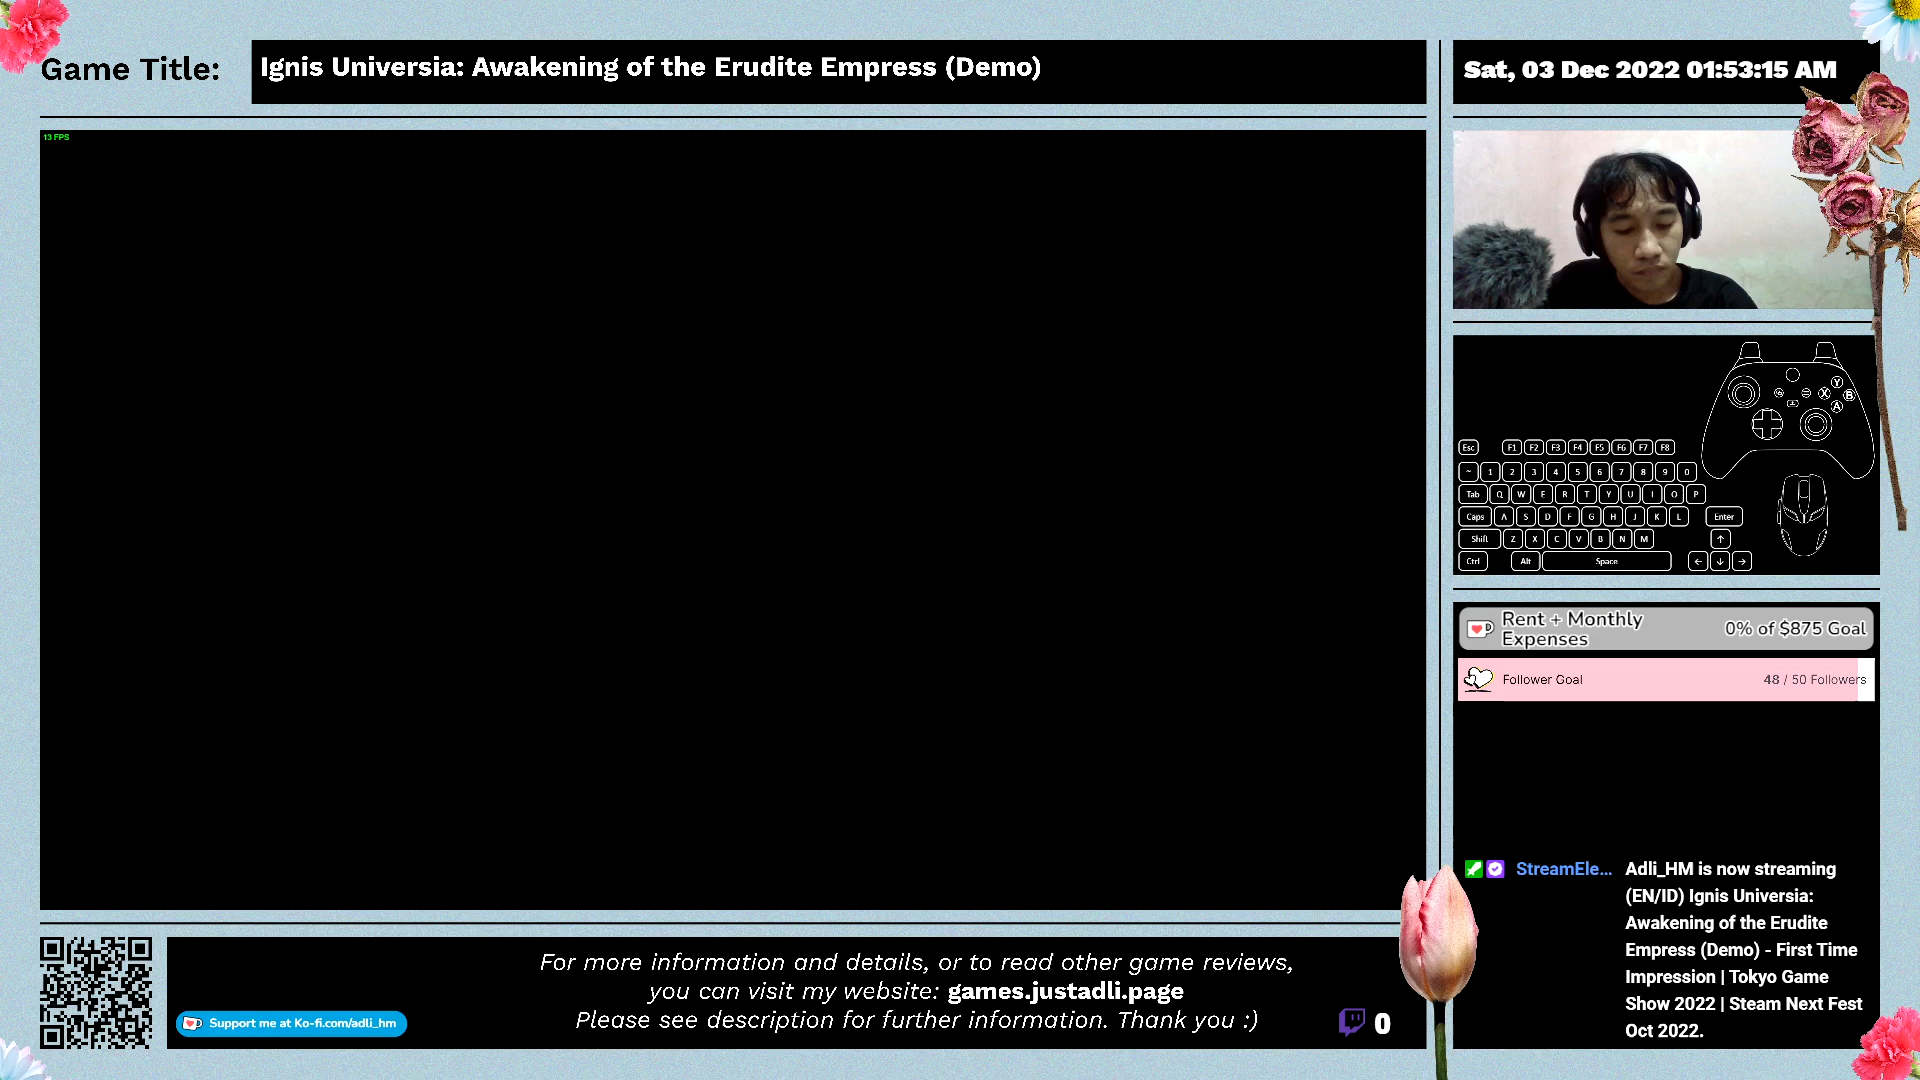 Game Title:
Ignis Universia: Awakening of the Erudite Empress (Demo)
Sat, 03 Dec 2022 01:53:15 AM
13 FPS
Y
X
B
A
Esc F1 F2 F3 F4 F5 F6 F7 F8
~ 1 2 3 4 5 6 7 8 9 0
Tab Q W E R T Y U I O P
Caps A S D F G H J K L Enter
Shift Z X C V B N M ↑
Ctrl Alt Space ← ↓ →
Rent + Monthly
Expenses
0% of $875 Goal
Follower Goal
48 / 50 Followers
StreamEle...
Adli_HM is now streaming
(EN/ID) Ignis Universia:
Awakening of the Erudite
Empress (Demo) - First Time
Impression | Tokyo Game
Show 2022 | Steam Next Fest
Oct 2022.
For more information and details, or to read other game reviews,
you can visit my website: games.justadli.page
Please see description for further information. Thank you :)
Support me at Ko-fi.com/adli_hm
0